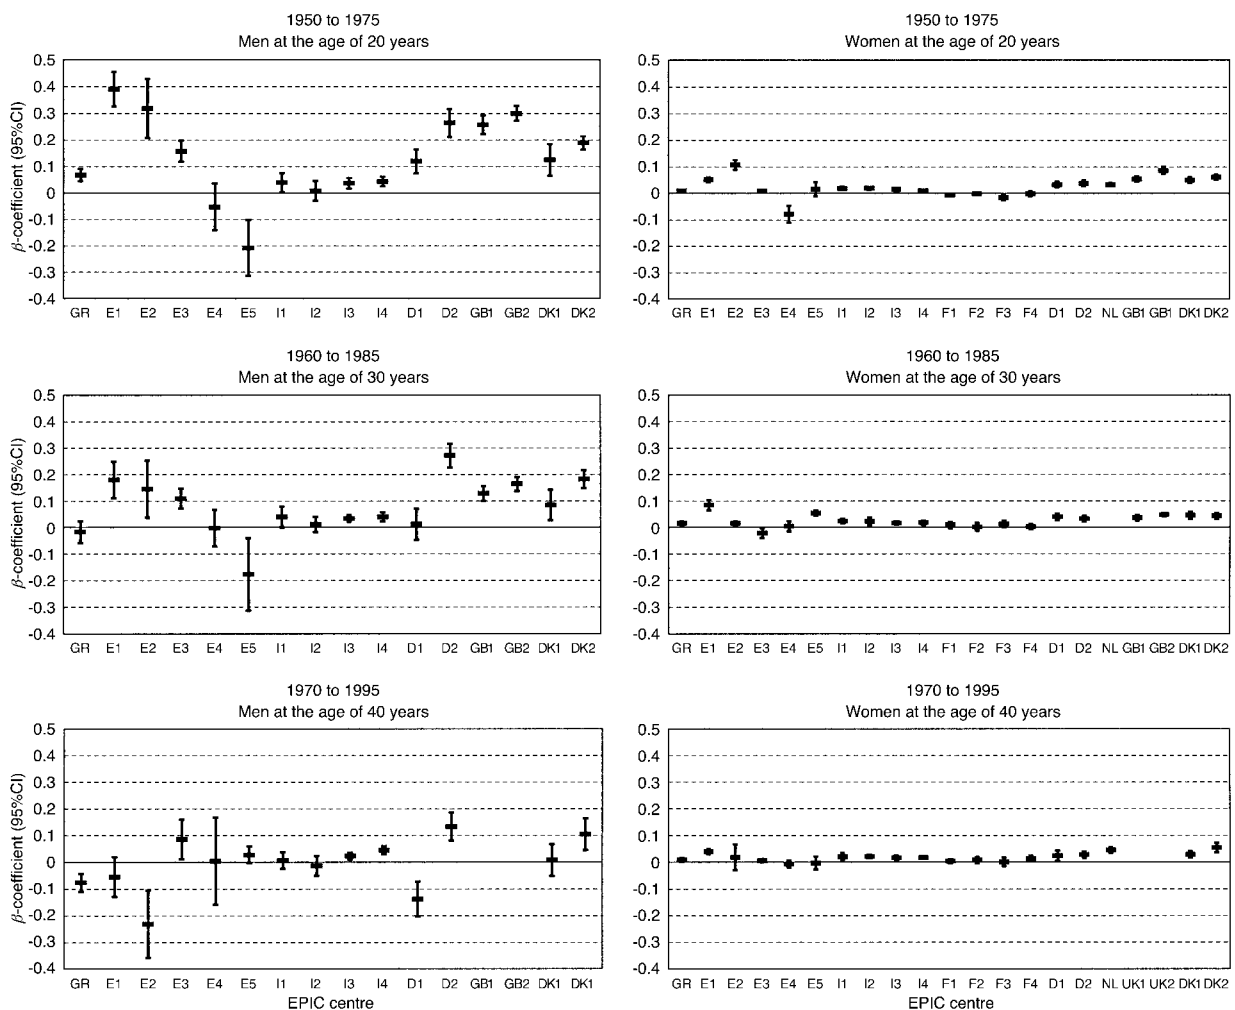 1950 to 1975
Men at the age of 20 years
0.5
0.4
0.3
0.2
0.1
0
-0.1
-0.2
-0.3
-0.4
β-coefficient (95%CI)
GR E1 E2 E3 E4 E5 I1 I2 I3 I4 D1 D2 GB1 GB2 DK1 DK2
1950 to 1975
Women at the age of 20 years
0.5
0.4
0.3
0.2
0.1
0
-0.1
-0.2
-0.3
-0.4
GR E1 E2 E3 E4 E5 I1 I2 I3 I4 F1 F2 F3 F4 D1 D2 NL GB1 GB1 DK1 DK2
1960 to 1985
Men at the age of 30 years
0.5
0.4
0.3
0.2
0.1
0
-0.1
-0.2
-0.3
-0.4
β-coefficient (95%CI)
GR E1 E2 E3 E4 E5 I1 I2 I3 I4 D1 D2 GB1 GB2 DK1 DK2
1960 to 1985
Women at the age of 30 years
0.5
0.4
0.3
0.2
0.1
0
-0.1
-0.2
-0.3
-0.4
GR E1 E2 E3 E4 E5 I1 I2 I3 I4 F1 F2 F3 F4 D1 D2 NL GB1 GB2 DK1 DK2
1970 to 1995
Men at the age of 40 years
0.5
0.4
0.3
0.2
0.1
0
-0.1
-0.2
-0.3
-0.4
β-coefficient (95%CI)
GR E1 E2 E3 E4 E5 I1 I2 I3 I4 D1 D2 GB1 GB2 DK1 DK1
EPIC centre
1970 to 1995
Women at the age of 40 years
0.5
0.4
0.3
0.2
0.1
0
-0.1
-0.2
-0.3
-0.4
GR E1 E2 E3 E4 E5 I1 I2 I3 I4 F1 F2 F3 F4 D1 D2 NL UK1 UK2 DK1 DK2
EPIC centre